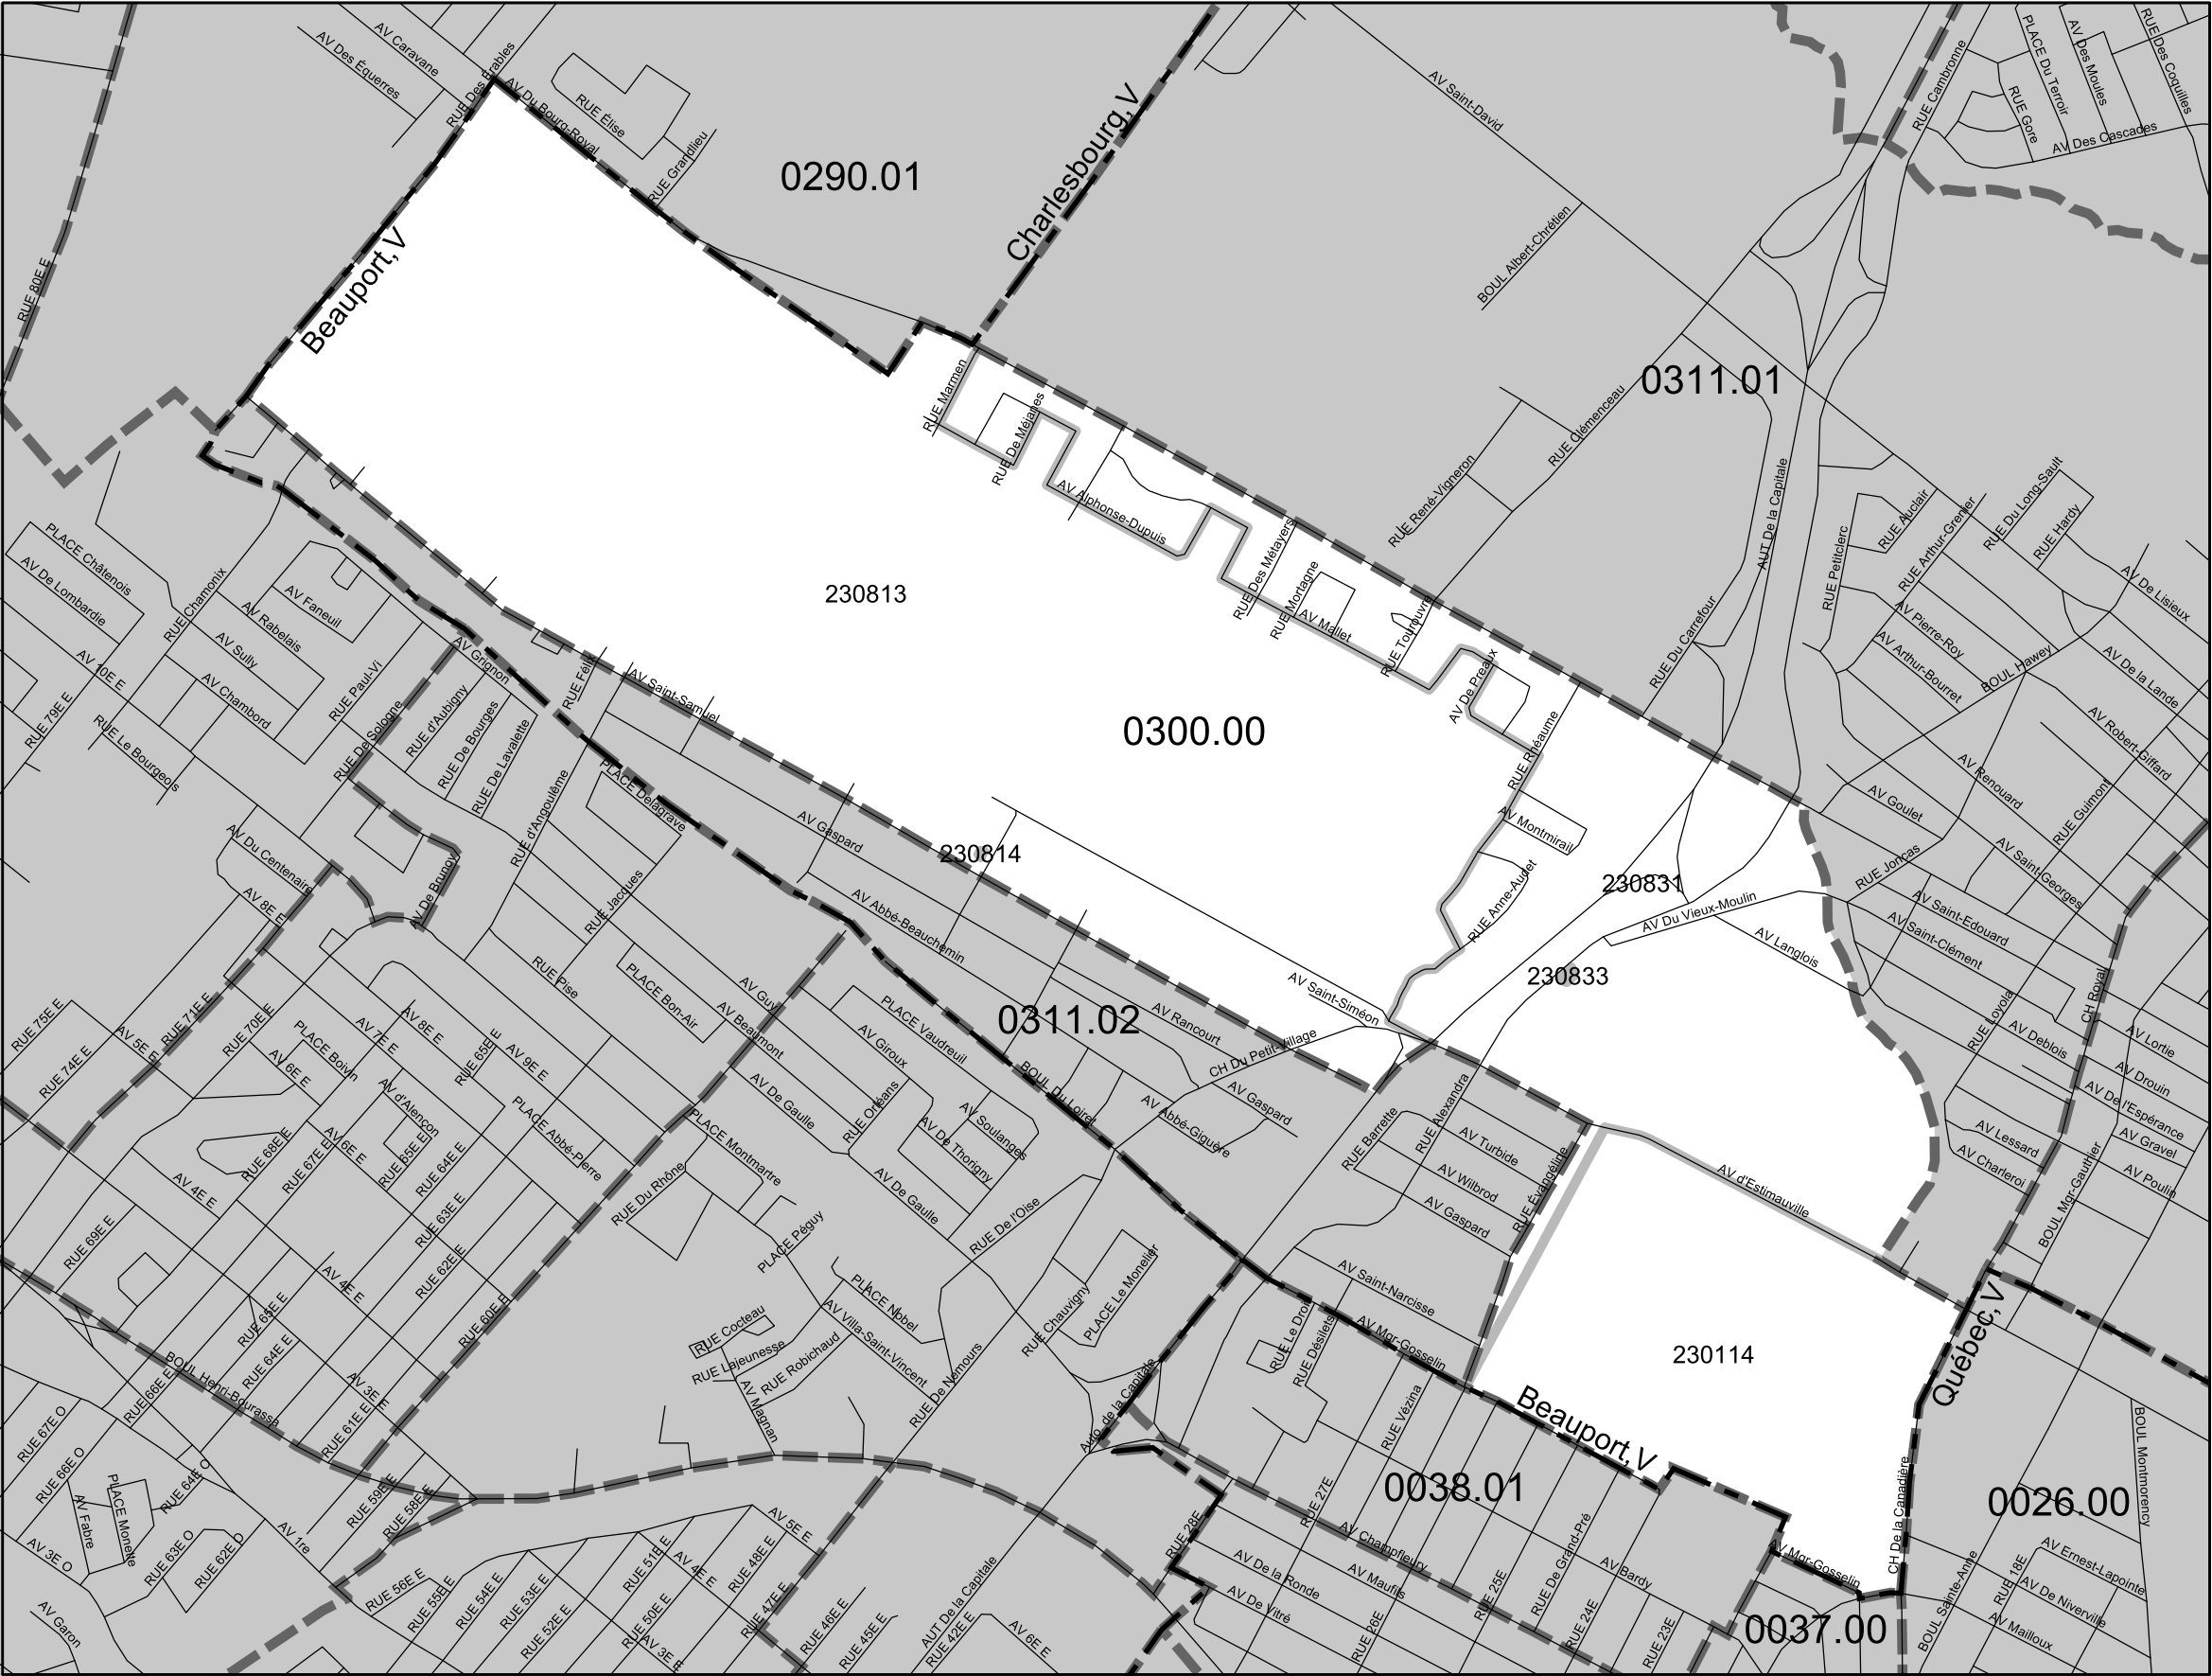 AV Des Équerres
AV Caravane
RUE Des Érables
AV Du Bourg-Royal
RUE Élise
RUE Grandlieu
0290.01
Charlesbourg, V
AV Saint-David
RUE Cambronne
PLACE Du Terroir
AV Des Moules
RUE Des Coquilles
RUE Gore
AV Des Cascades
BOUL Albert-Chrétien
Beauport, V
RUE 80E E
0311.01
RUE Marmen
RUE De Méjanes
AV Alphonse-Dupuis
RUE Des Métayers
RUE Mortagne
AV Mallet
RUE Tourouvre
AV De Preaux
RUE Rhéaume
AV Montmirail
RUE Anne-Audet
RUE René-Vigneron
RUE Clémenceau
AUT De la Capitale
RUE Du Carrefour
RUE Petitclerc
RUE Auclair
RUE Arthur-Grenier
RUE Du Long-Sault
RUE Hardy
AV De Lisieux
AV Pierre-Roy
AV Arthur-Bourret
BOUL Hawey
AV De la Lande
AV Robert-Giffard
AV Renouard
RUE Guimont
AV Goulet
AV Saint-Georges
RUE Joncas
AV Saint-Edouard
AV Saint-Clément
230813
0300.00
230814
230831
230833
AV Du Vieux-Moulin
AV Langlois
PLACE Châtenois
AV De Lombardie
RUE Chamonix
AV Faneuil
AV Rabelais
AV Sully
AV Chambord
AV 10E E
RUE 79E E
RUE Le Bourgeois
RUE Paul-Vi
RUE De Sologne
AV Grignon
RUE d'Aubigny
RUE De Bourges
RUE De Lavalette
RUE Félix
AV Saint-Samuel
RUE d'Angoulême
PLACE Delagrave
RUE Jacques
AV Gaspard
AV Abbé-Beauchemin
AV Du Centenaire
AV 8E E
AV De Brunoy
RUE Pise
PLACE Bon-Air
AV Guy
AV Beaumont
PLACE Vaudreuil
AV Giroux
0311.02
AV Rancourt
AV Saint-Siméon
CH Du Petit-Village
AV Gaspard
AV Abbé-Giguère
BOUL Du Loiret
RUE Loyola
CH Royal
AV Deblois
AV Lortie
AV Drouin
AV De l'Espérance
AV Gravel
AV Poulin
AV Lessard
AV Charleroi
BOUL Mgr-Gauthier
RUE 75E E
RUE 74E E
AV 5E E
RUE 71E E
RUE 70E E
PLACE Boivin
AV 6E E
AV 7E E
AV 8E E
RUE 65E E
AV 9E E
AV d'Alençon
PLACE Abbé-Pierre
RUE 68E E
RUE 67E E
AV 6E E
RUE 65E E
RUE 64E E
AV 4E E
RUE 69E E
RUE 63E E
RUE 62E E
AV 4E E
RUE 60E E
RUE 65E E
RUE 64E E
RUE 66E E
RUE 61E E
AV 3E E
BOUL Henri-Bourassa
AV De Gaulle
RUE Orléans
AV Soulanges
AV De Thorigny
AV De Gaulle
PLACE Montmartre
RUE Du Rhône
PLACE Péguy
RUE De l'Oise
PLACE Nobel
AV Villa-Saint-Vincent
RUE Cocteau
RUE Lajeunesse
RUE Robichaud
AV Magnan
RUE De Nemours
RUE Chauvigny
PLACE Le Monelier
Auto de la Capitale
RUE Barrette
RUE Alexandra
AV Turbide
AV Wilbrod
AV Gaspard
RUE Évangéline
AV d'Estimauville
AV Saint-Narcisse
AV Mgr-Gosselin
RUE Le Droit
RUE Désilets
230114
Québec, V
Beauport, V
0038.01
0026.00
0037.00
RUE Vézina
RUE 27E
RUE 28E
AV Champfleury
AV De la Ronde
AV Maufils
AV De Vitré
RUE 26E
RUE 25E
RUE De Grand-Pré
RUE 24E
AV Bardy
RUE 23E
AV Mgr-Gosselin
CH De la Canadière
BOUL Montmorency
BOUL Sainte-Anne
RUE 18E
AV Ernest-Lapointe
AV De Niverville
AV Mailloux
RUE 67E O
RUE 66E O
AV Fabre
PLACE Monette
RUE 64E O
RUE 63E O
RUE 62E O
AV 3E O
AV Garon
AV 1re
RUE 59E E
RUE 58E E
RUE 56E E
RUE 55E E
RUE 54E E
RUE 53E E
RUE 52E E
RUE 51E E
RUE 50E E
AV 4E E
RUE 48E E
AV 5E E
AV 3E E
RUE 47E E
RUE 46E E
RUE 45E E
AUT De la Capitale
RUE 42E E
AV 6E E